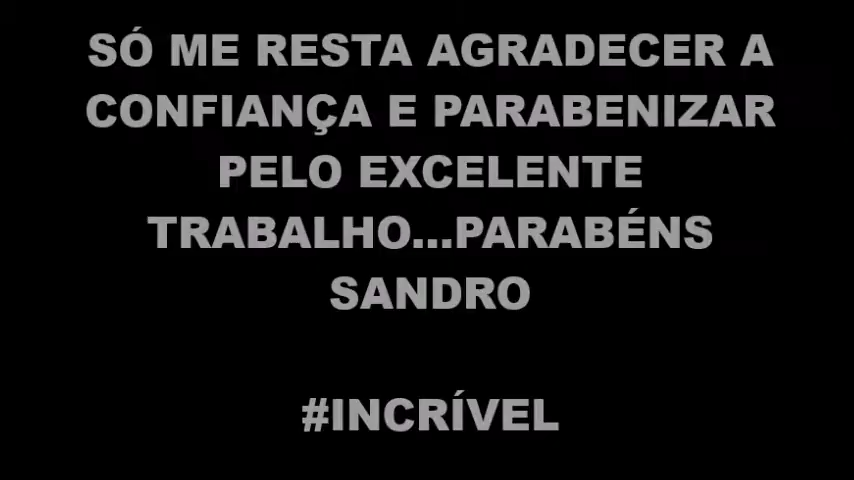 SÓ ME RESTA AGRADECER A
CONFIANÇA E PARABENIZAR
PELO EXCELENTE
TRABALHO...PARABÉNS
SANDRO
#INCRÍVEL